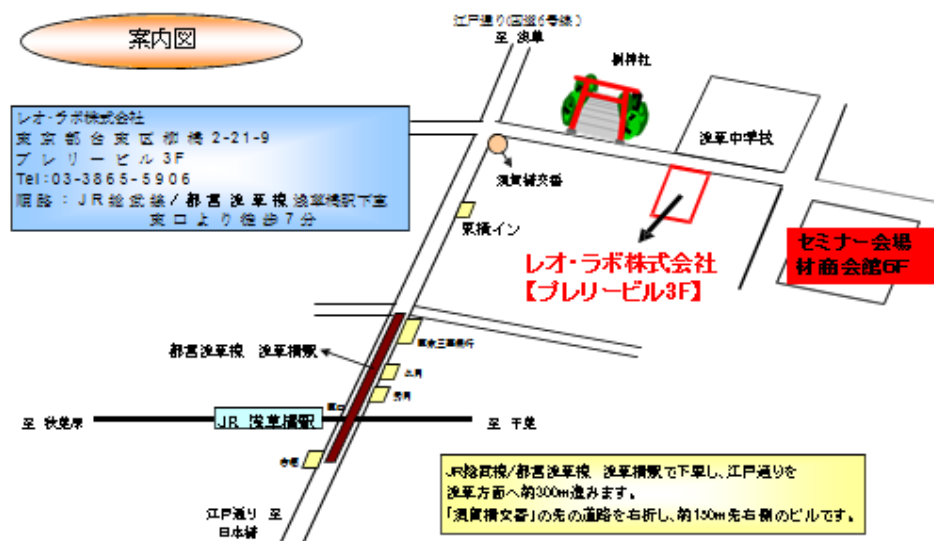 案内図
江戸通り(国道6号線)
至 浅草
榊神社
レオ・ラボ株式会社
東京都台東区柳橋2-21-9
プレリービル3F
Tel:03-3865-5906
順路:JR総武線/都営浅草線 浅草橋駅下車
東口より徒歩7分
浅草中学校
須賀橋交番
東横イン
セミナー会場
材商会館6F
レオ・ラボ株式会社
【プレリービル3F】
都営浅草線 浅草橋駅
東口
至 秋葉原
JR 浅草橋駅
至 千葉
JR総武線/都営浅草線 浅草橋駅で下車し、江戸通りを
浅草方面へ約300m進みます。
「須賀橋交番」の先の道路を右折し、約150m先右側のビルです。
江戸通り 至
日本橋